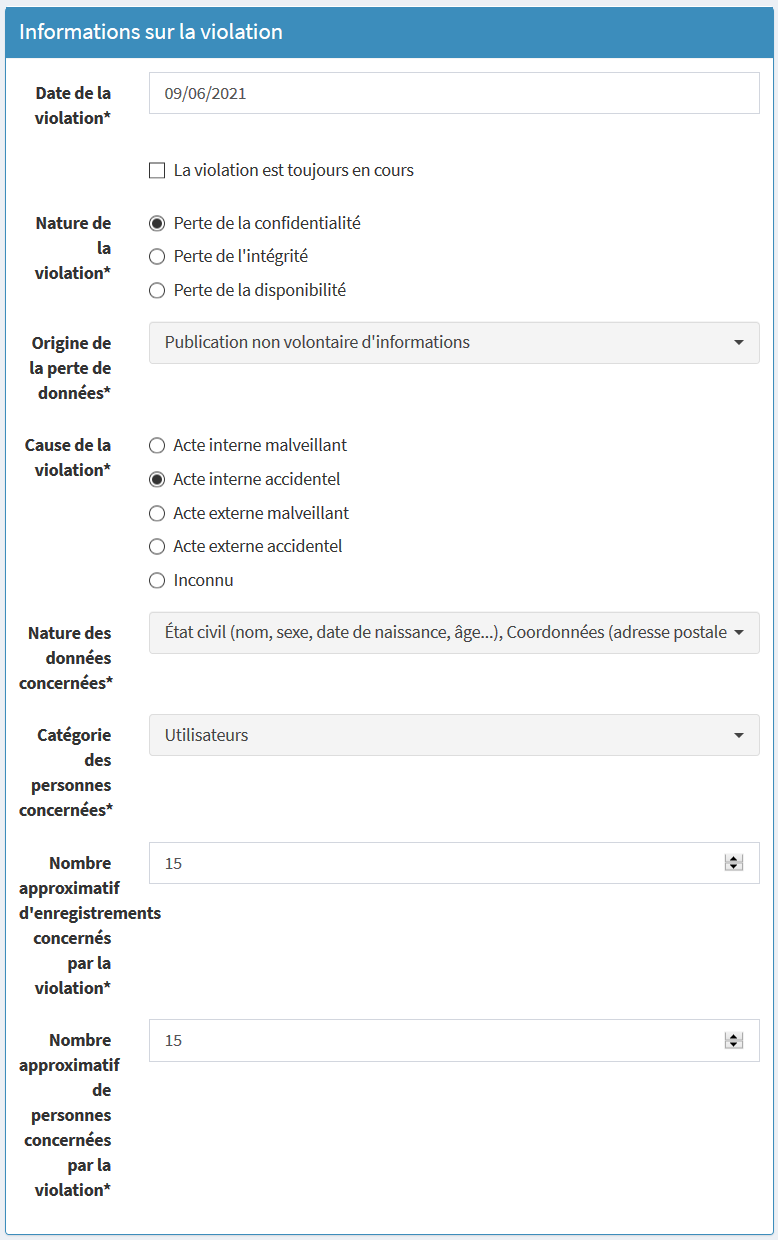 Informations sur la violation
Date de la
violation*
09/06/2021
La violation est toujours en cours
Nature de
la
violation*
Perte de la confidentialité
Perte de l'intégrité
Perte de la disponibilité
Origine de
la perte de
données*
Publication non volontaire d'informations
Cause de la
violation*
Acte interne malveillant
Acte interne accidentel
Acte externe malveillant
Acte externe accidentel
Inconnu
Nature des
données
concernées*
État civil (nom, sexe, date de naissance, âge...), Coordonnées (adresse postale
Catégorie
des
personnes
concernées*
Utilisateurs
Nombre
approximatif
d'enregistrements
concernés
par la
violation*
15
Nombre
approximatif
de
personnes
concernées
par la
violation*
15